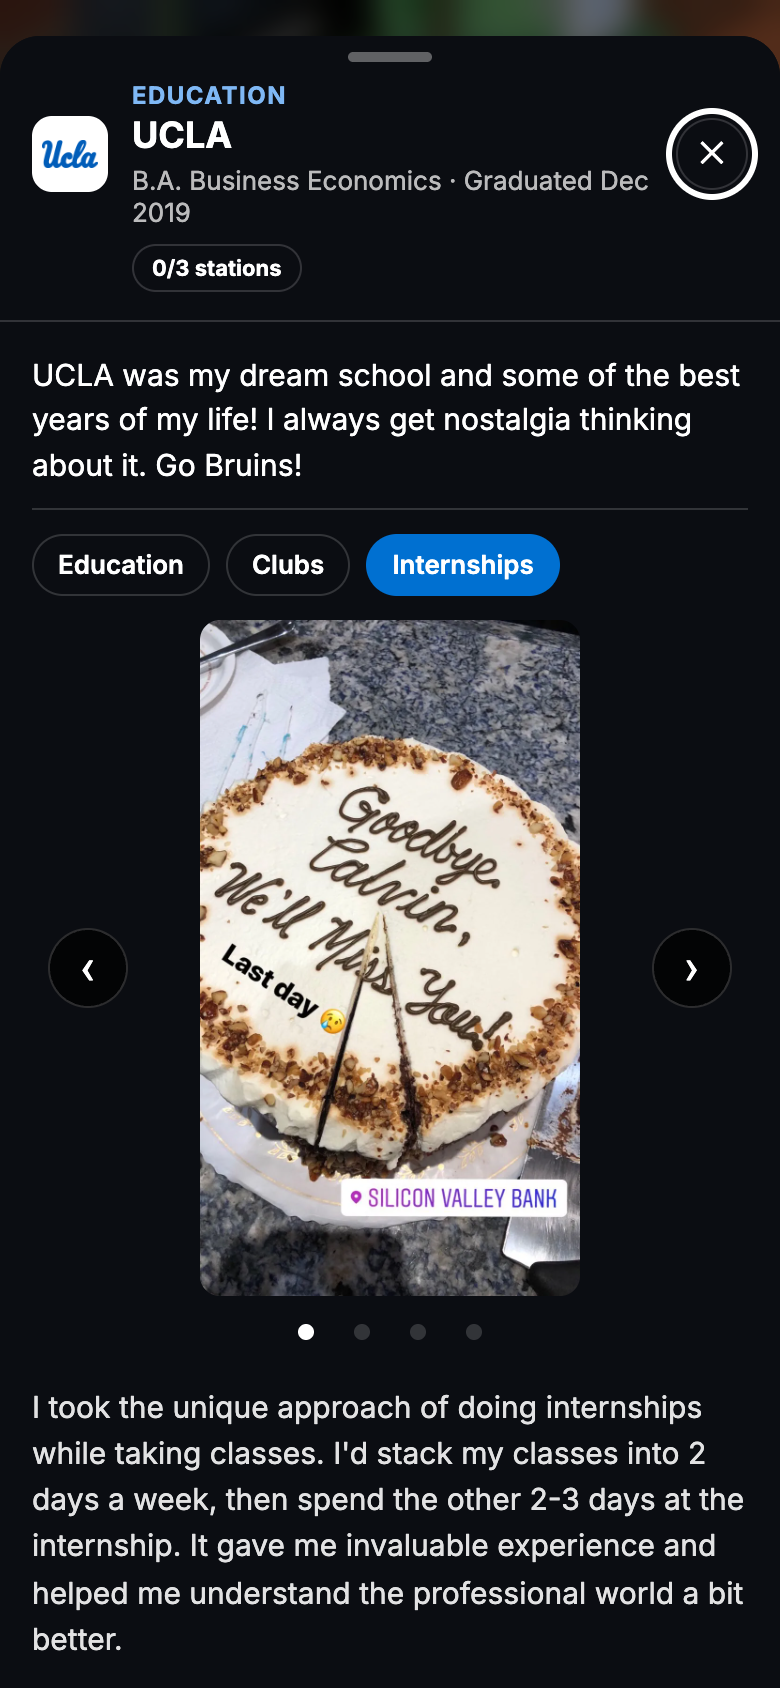 EDUCATION
Ucla
UCLA
B.A. Business Economics · Graduated Dec
2019
0/3 stations
UCLA was my dream school and some of the best
years of my life! I always get nostalgia thinking
about it. Go Bruins!
Education Clubs Internships
Goodbye
Calvin,
We'll Miss You!
Last day 😢
SILICON VALLEY BANK
I took the unique approach of doing internships
while taking classes. I'd stack my classes into 2
days a week, then spend the other 2-3 days at the
internship. It gave me invaluable experience and
helped me understand the professional world a bit
better.